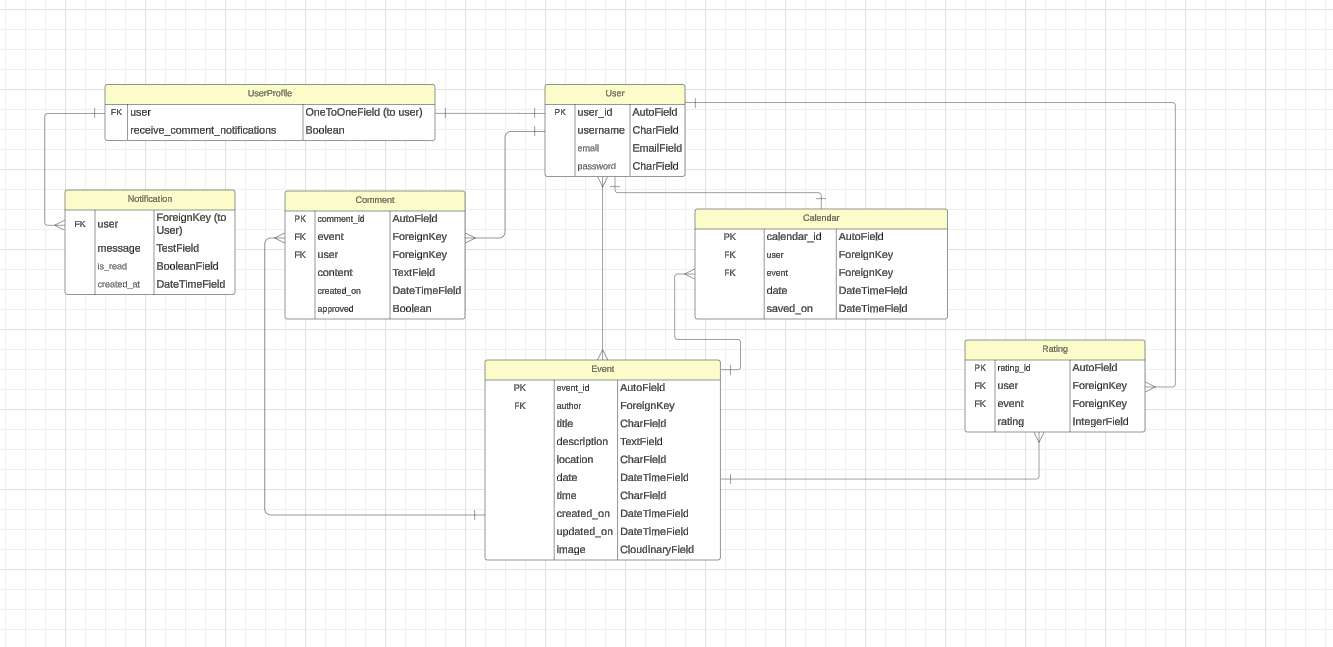 UserProfile
FK user OneToOneField (to user)
receive_comment_notifications Boolean
User
PK user_id AutoField
username CharField
email EmailField
password CharField
Notification
FK user ForeignKey (to
User)
message TestField
is_read BooleanField
created_at DateTimeField
Comment
PK comment_id AutoField
FK event ForeignKey
FK user ForeignKey
content TextField
created_on DateTimeField
approved Boolean
Calendar
PK calendar_id AutoField
FK user ForeignKey
FK event ForeignKey
date DateTimeField
saved_on DateTimeField
Event
PK event_id AutoField
FK author ForeignKey
title CharField
description TextField
location CharField
date DateTimeField
time CharField
created_on DateTimeField
updated_on DateTimeField
image CloudinaryField
Rating
PK rating_id AutoField
FK user ForeignKey
FK event ForeignKey
rating IntegerField